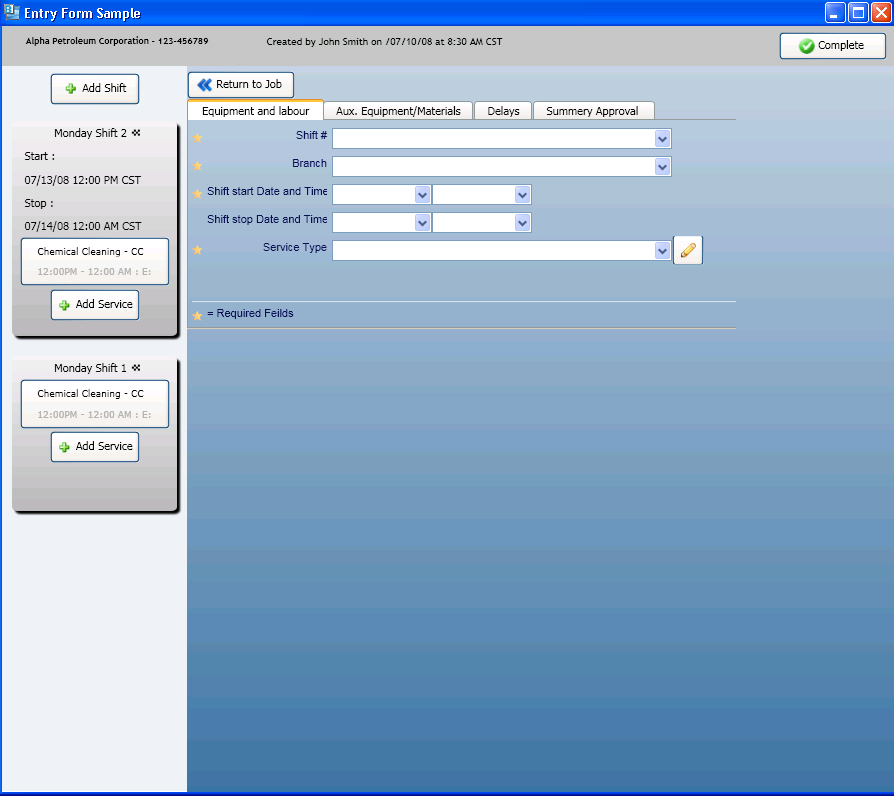 Entry Form Sample
Alpha Petroleum Corporation - 123-456789
Created by John Smith on /07/10/08 at 8:30 AM CST
Complete
Add Shift
Monday Shift 2
Start :
07/13/08 12:00 PM CST
Stop :
07/14/08 12:00 AM CST
Chemical Cleaning - CC
12:00PM - 12:00 AM : E:
Add Service
Monday Shift 1
Chemical Cleaning - CC
12:00PM - 12:00 AM : E:
Add Service
Return to Job
Equipment and labour
Aux. Equipment/Materials
Delays
Summery Approval
Shift #
Branch
Shift start Date and Time
Shift stop Date and Time
Service Type
= Required Feilds